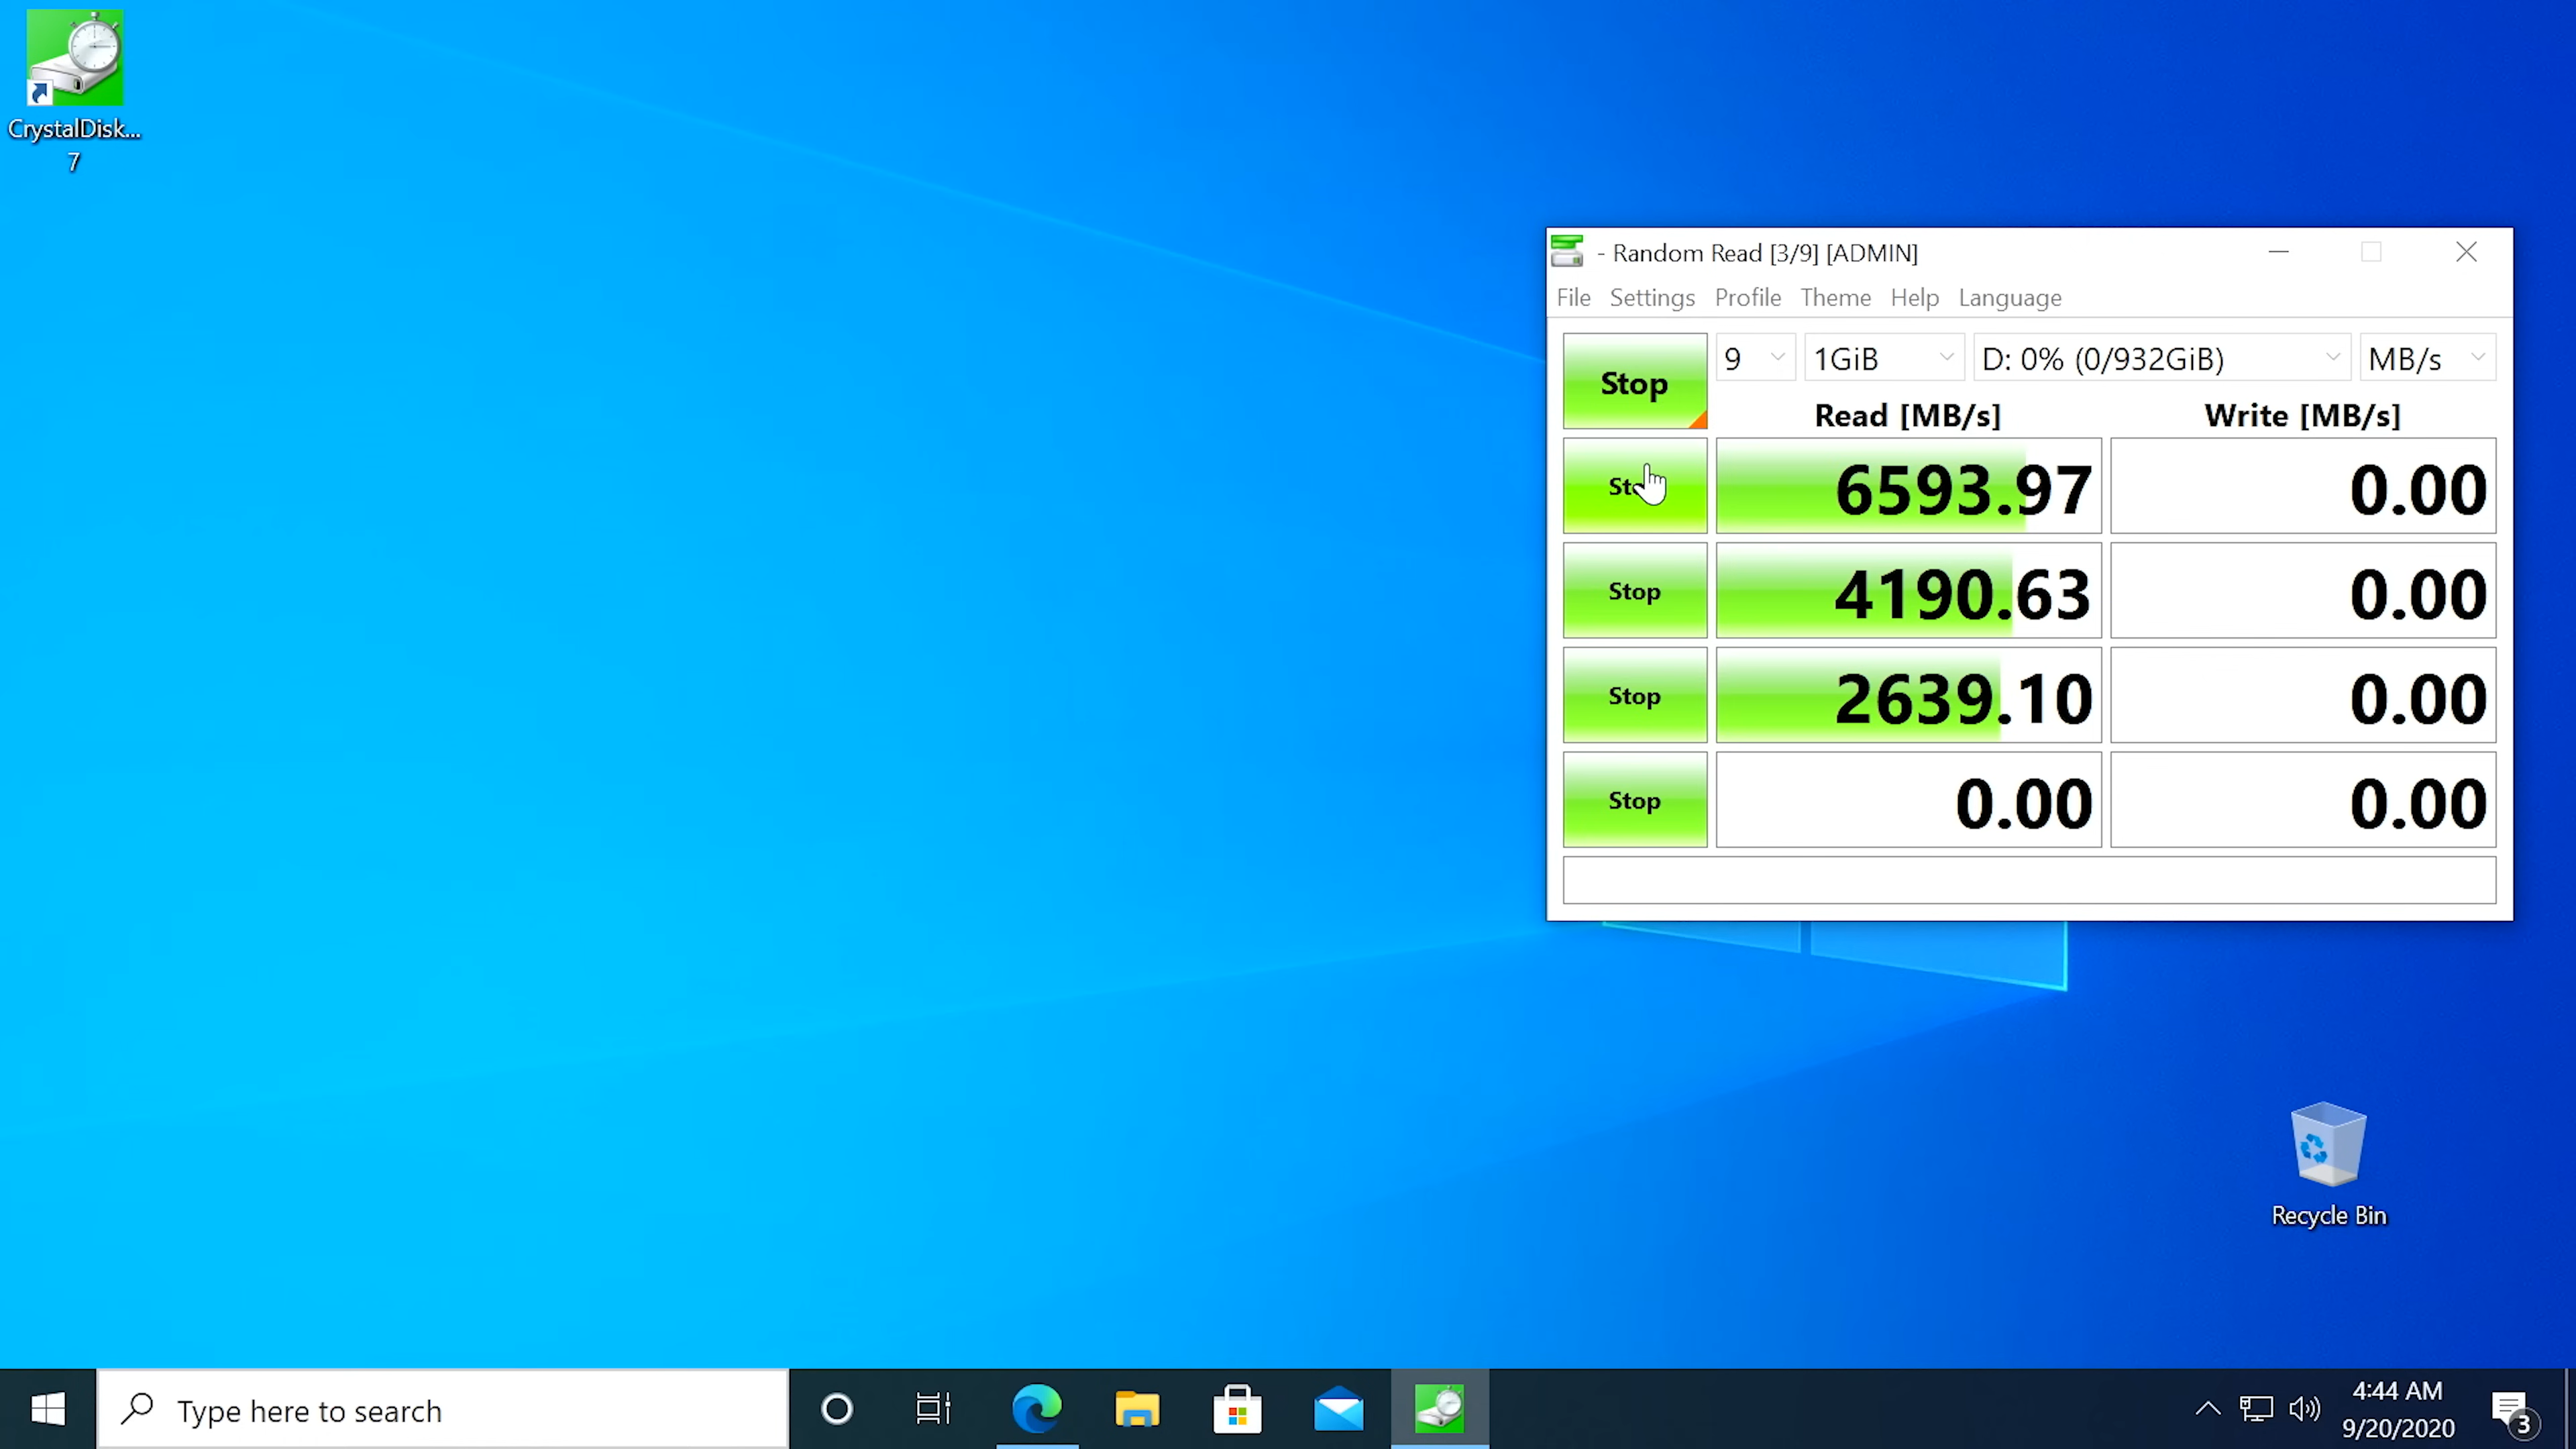 CrystalDisk...
7
- Random Read [3/9] [ADMIN]
File Settings Profile Theme Help Language
Stop 9 1GiB D: 0% (0/932GiB) MB/s
Read [MB/s] Write [MB/s]
6593.97 0.00
Stop 4190.63 0.00
Stop 2639.10 0.00
Stop 0.00 0.00
Recycle Bin
Type here to search
4:44 AM
9/20/2020
3